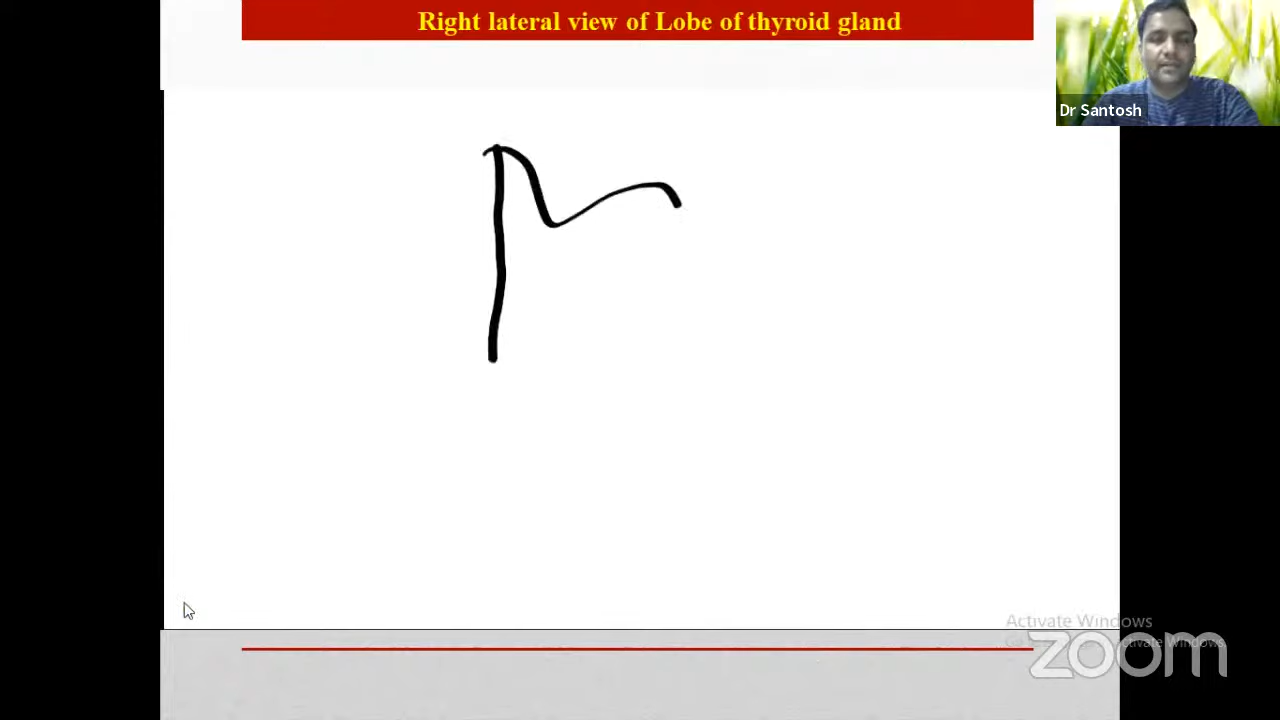 Right lateral view of Lobe of thyroid gland
Dr Santosh
Activate Windows
zoom